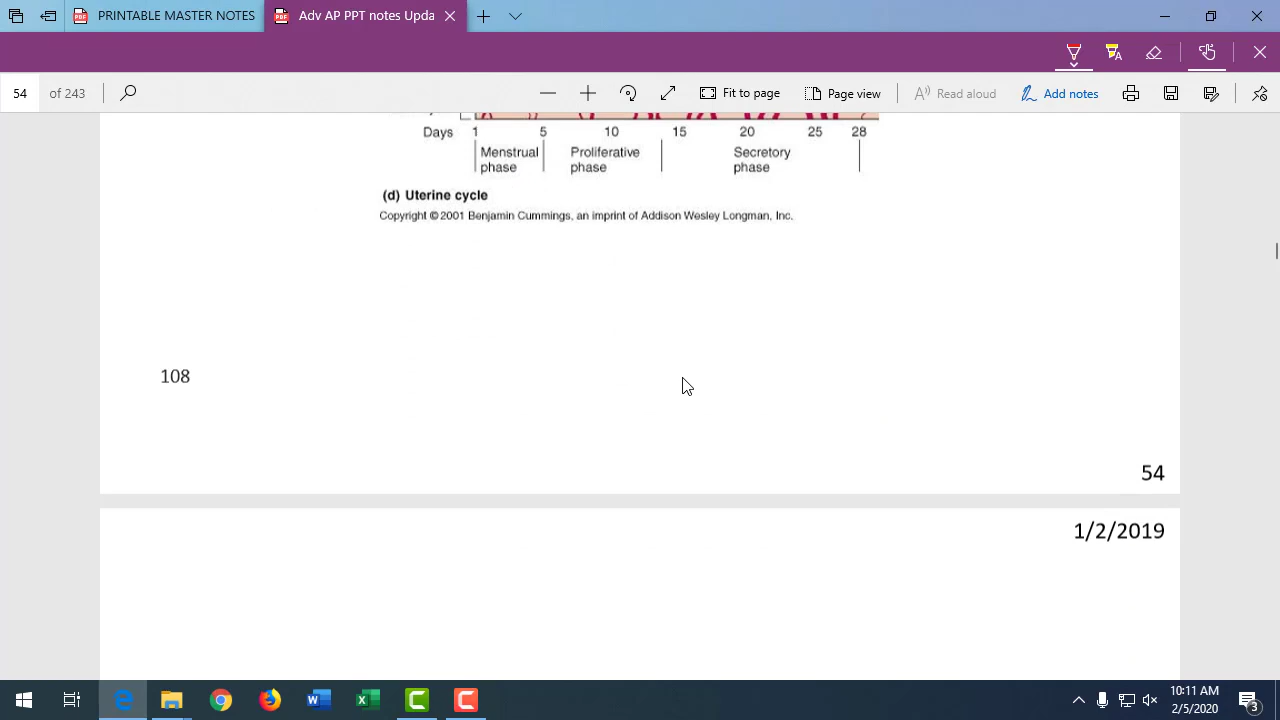 PRINTABLE MASTER NOTES
Adv AP PPT notes Upda
54 of 243
Fit to page
Page view
Read aloud
Add notes
Days 1 5 10 15 20 25 28
Menstrual phase
Proliferative phase
Secretory phase
(d) Uterine cycle
Copyright © 2001 Benjamin Cummings, an imprint of Addison Wesley Longman, Inc.
108
54
1/2/2019
10:11 AM
2/5/2020
3